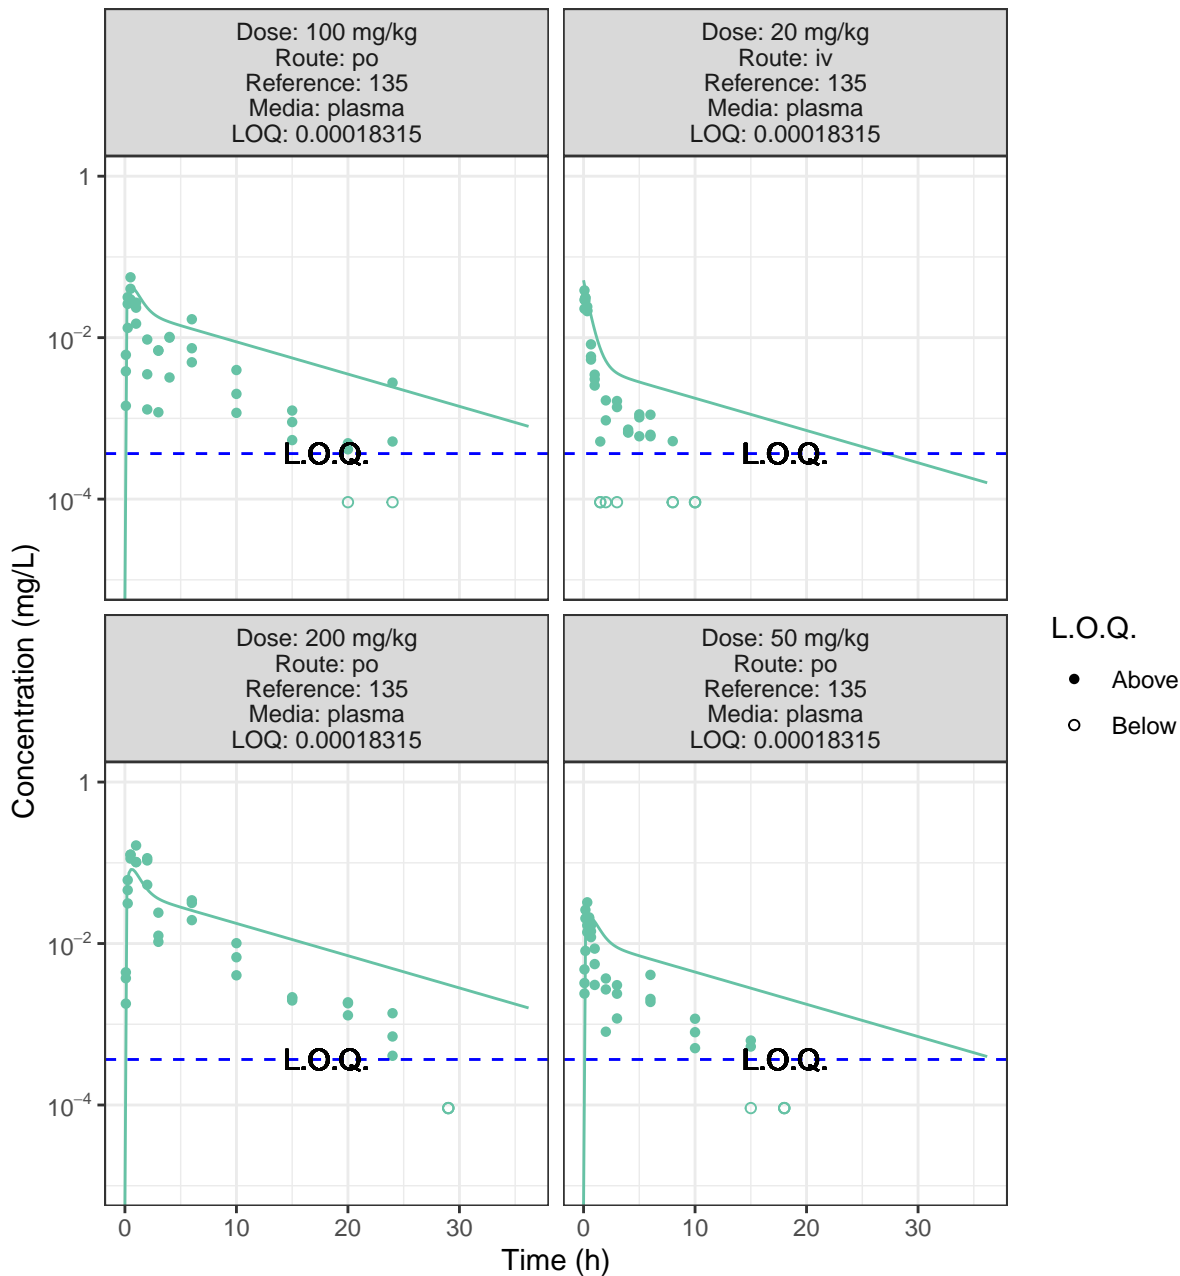 Dose: 100 mg/kg
Route: po
Reference: 135
Media: plasma
LOQ: 0.00018315
Dose: 20 mg/kg
Route: iv
Reference: 135
Media: plasma
LOQ: 0.00018315
1
10⁻²
10⁻⁴
L.O.Q.
L.O.Q.
Dose: 200 mg/kg
Route: po
Reference: 135
Media: plasma
LOQ: 0.00018315
Dose: 50 mg/kg
Route: po
Reference: 135
Media: plasma
LOQ: 0.00018315
1
10⁻²
10⁻⁴
L.O.Q.
L.O.Q.
0 10 20 30
0 10 20 30
Time (h)
Concentration (mg/L)
L.O.Q.
Above
Below